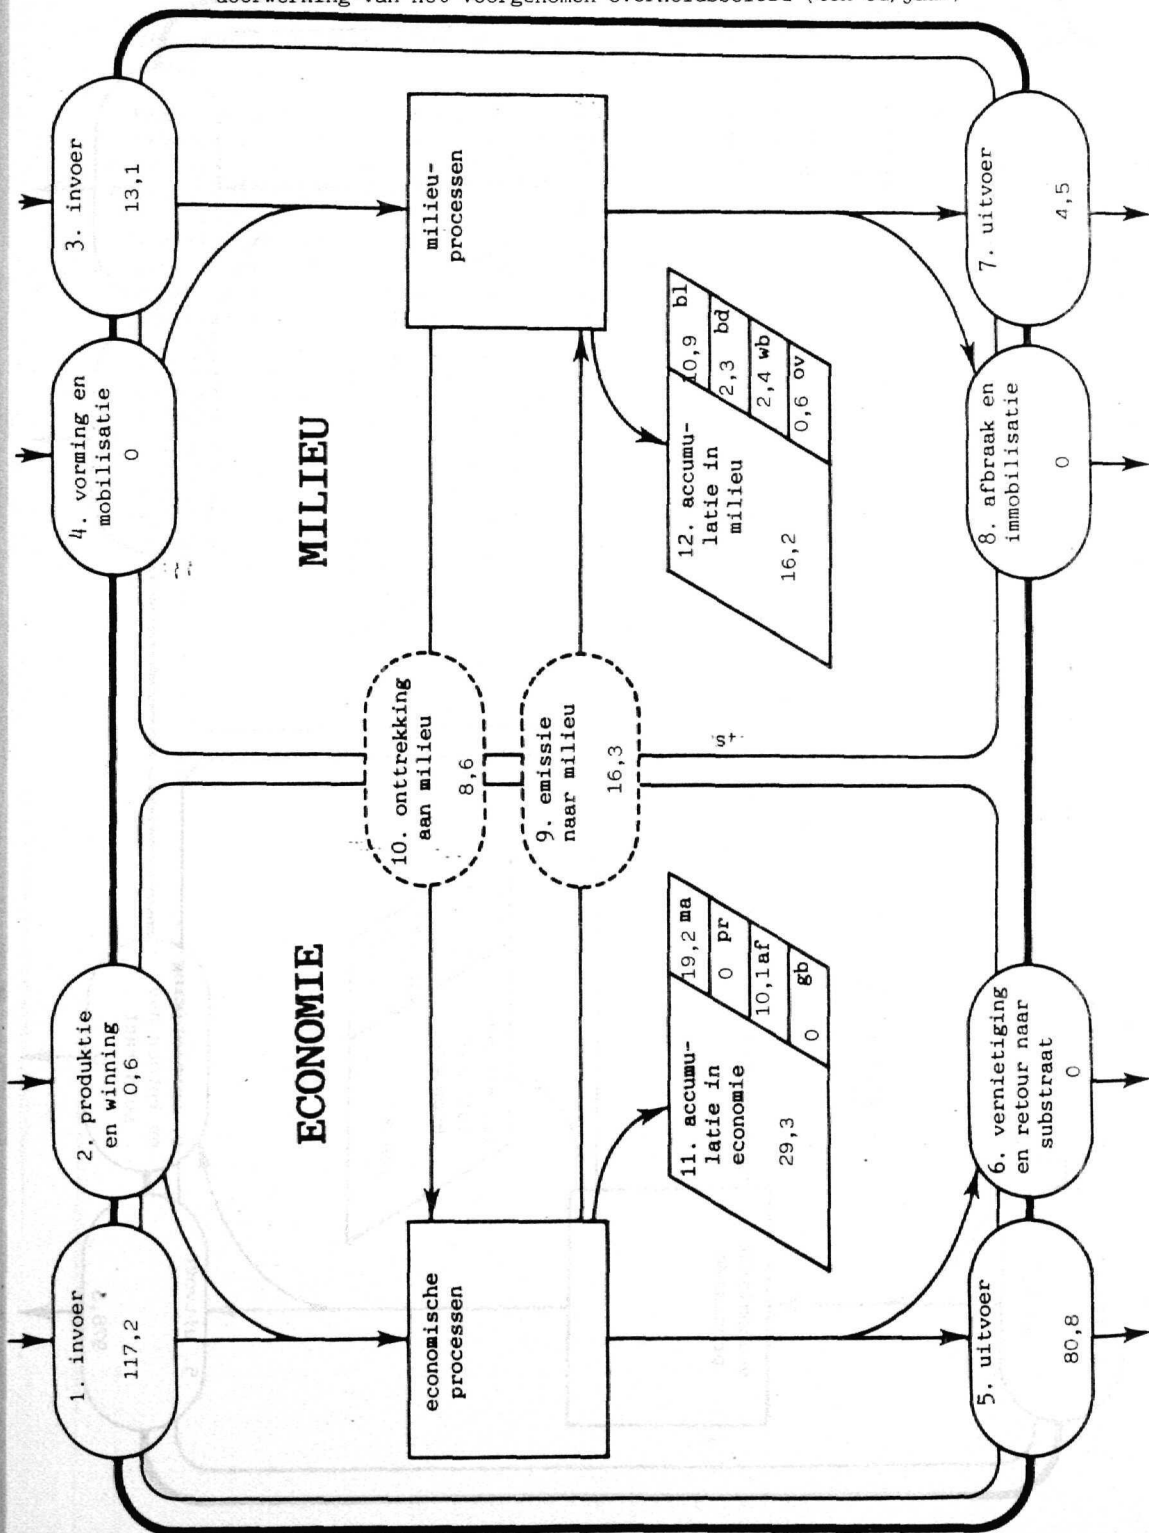 1. invoer
117,2
2. produktie
en winning
0,6
4. vorming en
mobilisatie
0
3. invoer
13,1
ECONOMIE
MILIEU
economische
processen
10. onttrekking
aan milieu
8,6
9. emissie
naar milieu
16,3
milieu-
processen
11. accumu-
latie in
economie
29,3
19,2 ma
0 pr
10,1 af
0 gb
12. accumu-
latie in
milieu
16,2
10,9 bl
2,3 bd
2,4 wb
0,6 ov
5. uitvoer
80,8
6. vernietiging
en retour naar
substraat
0
8. afbraak en
immobilisatie
0
7. uitvoer
4,5